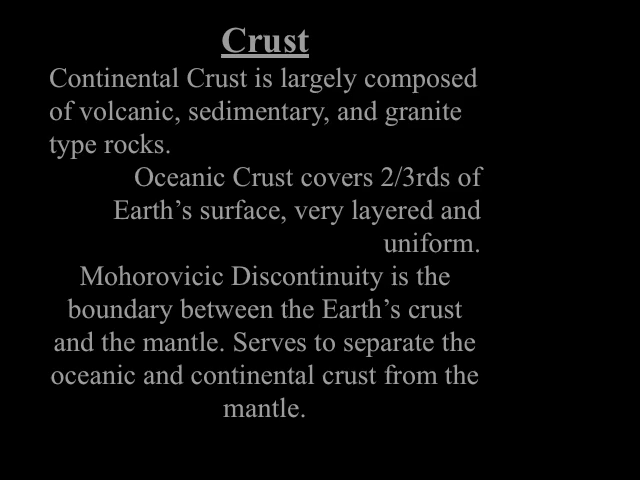 Crust
Continental Crust is largely composed
of volcanic, sedimentary, and granite
type rocks.
Oceanic Crust covers 2/3rds of
Earth’s surface, very layered and
uniform.
Mohorovicic Discontinuity is the
boundary between the Earth’s crust
and the mantle. Serves to separate the
oceanic and continental crust from the
mantle.